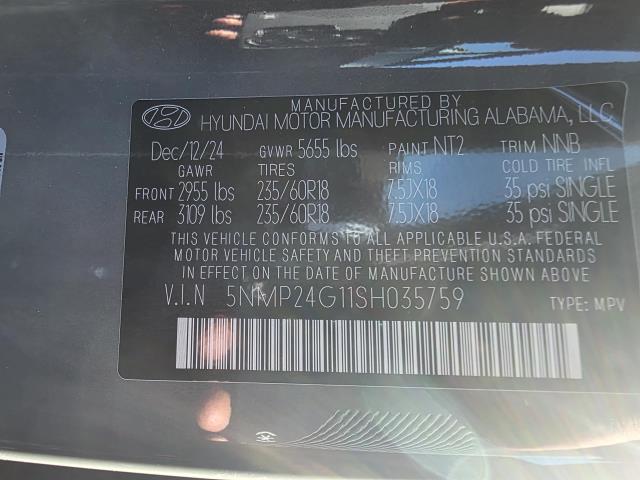 MANUFACTURED BY
HYUNDAI MOTOR MANUFACTURING ALABAMA, LLC
Dec/12/24 GVWR 5655 lbs PAINT NT2 TRIM NNB
GAWR TIRES RIMS COLD TIRE INFL
FRONT 2955 lbs 235/60R18 7.5JX18 35 psi SINGLE
REAR 3109 lbs 235/60R18 7.5JX18 35 psi SINGLE
THIS VEHICLE CONFORMS TO ALL APPLICABLE U.S.A. FEDERAL
MOTOR VEHICLE SAFETY AND THEFT PREVENTION STANDARDS
IN EFFECT ON THE DATE OF MANUFACTURE SHOWN ABOVE.
V.I.N 5NMP24G11SH035759 TYPE: MPV